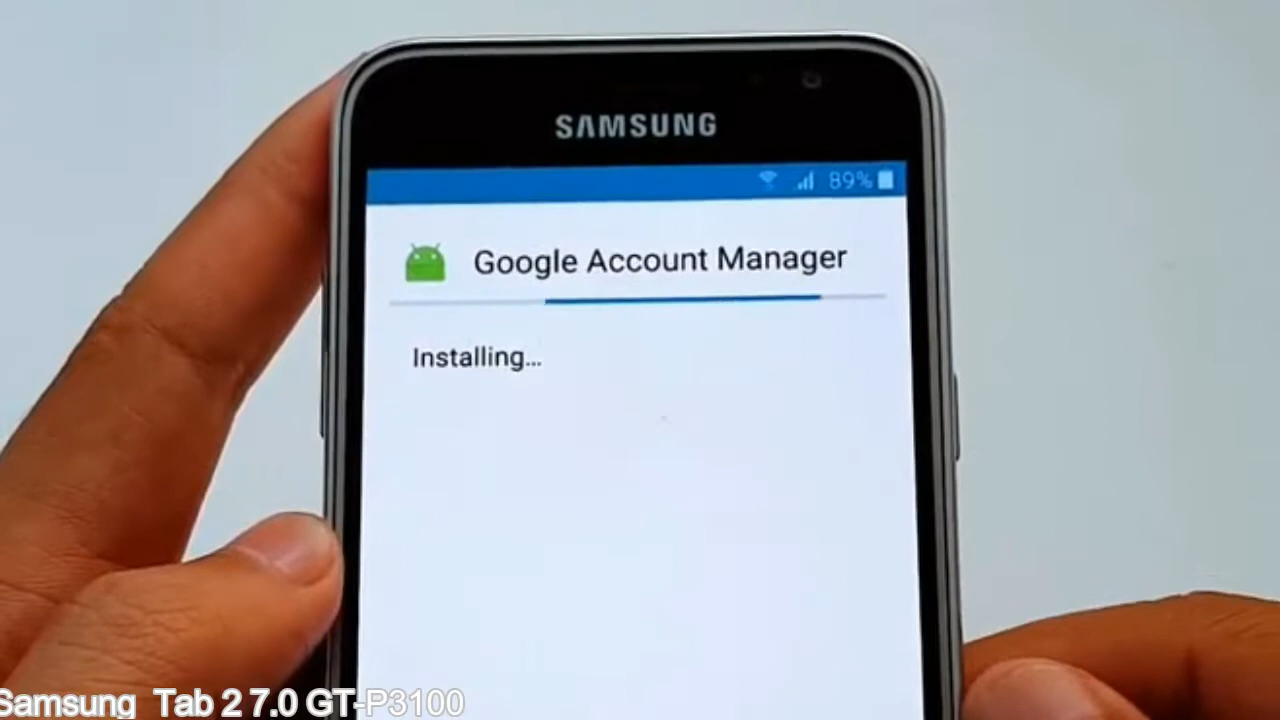 SAMSUNG
89%
Google Account Manager
Installing...
Samsung Tab 2 7.0 GT-P3100